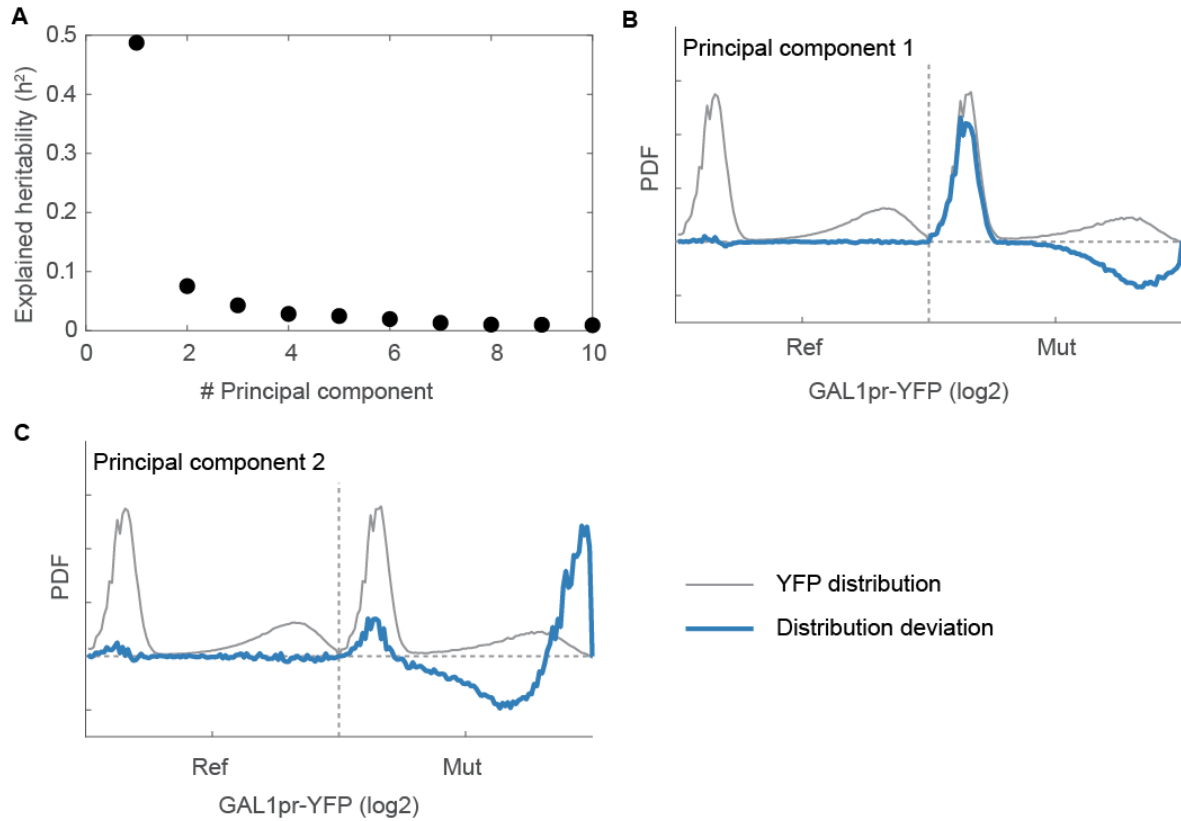 A
Explained heritability (h²)
0.5
0.4
0.3
0.2
0.1
0
0 2 4 6 8 10
# Principal component
B
Principal component 1
PDF
Ref Mut
GAL1pr-YFP (log2)
C
Principal component 2
PDF
Ref Mut
GAL1pr-YFP (log2)
YFP distribution
Distribution deviation